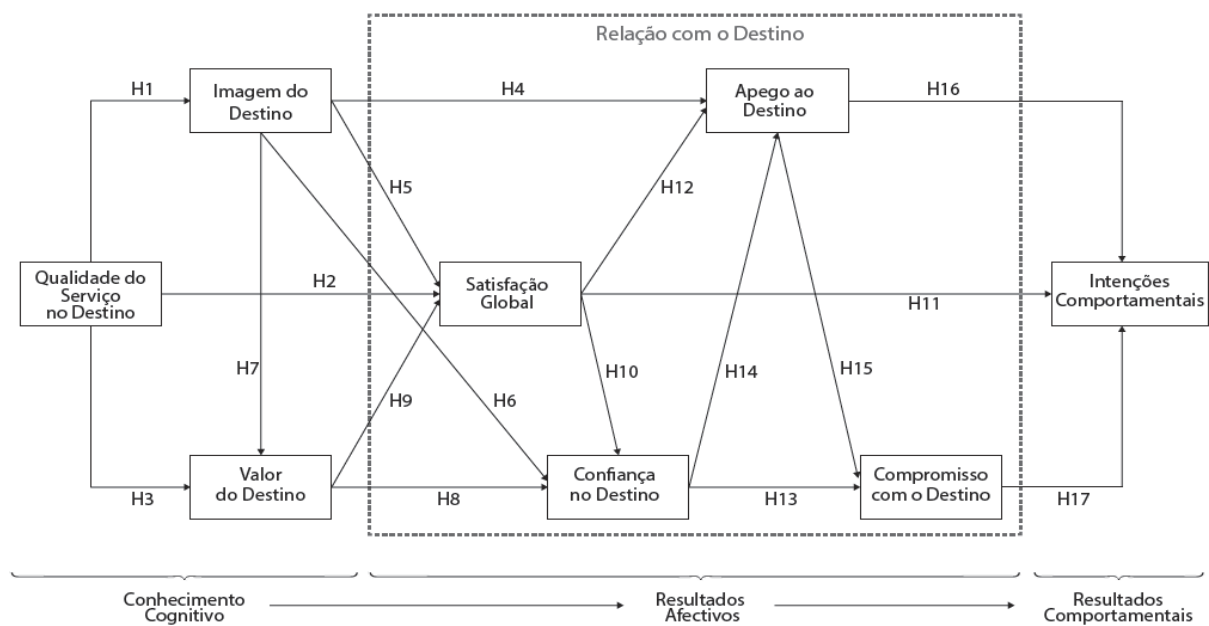 Relação com o Destino
H1
Imagem do
Destino
H4
Apego ao
Destino
H16
H5
H12
Qualidade do
Serviço
no Destino
H2
Satisfação
Global
H11
Intenções
Comportamentais
H7
H9
H6
H10
H14
H15
H3
Valor
do Destino
H8
Confiança
no Destino
H13
Compromisso
com o Destino
H17
Conhecimento
Cognitivo
Resultados
Afectivos
Resultados
Comportamentais